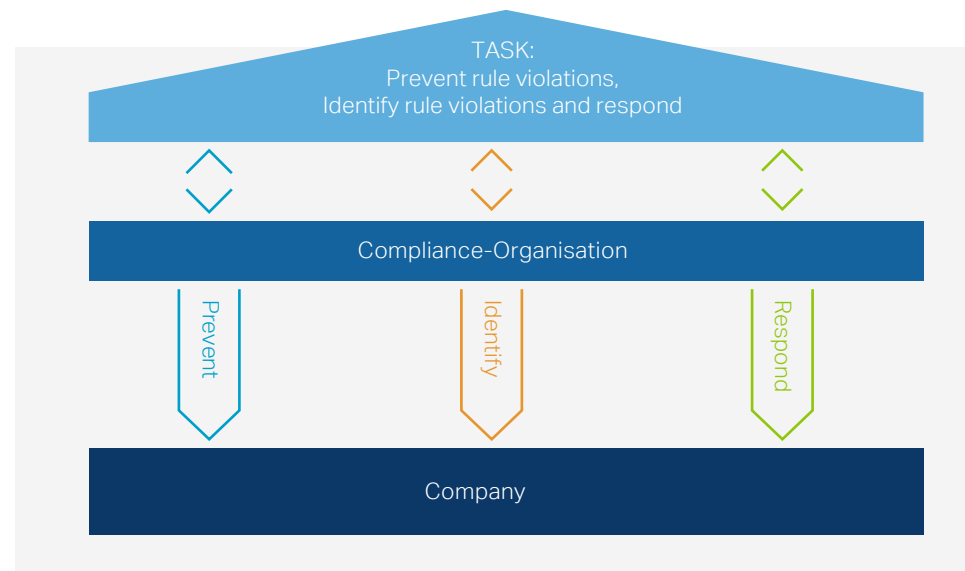 TASK:
Prevent rule violations,
Identify rule violations and respond
Compliance-Organisation
Prevent
Identify
Respond
Company